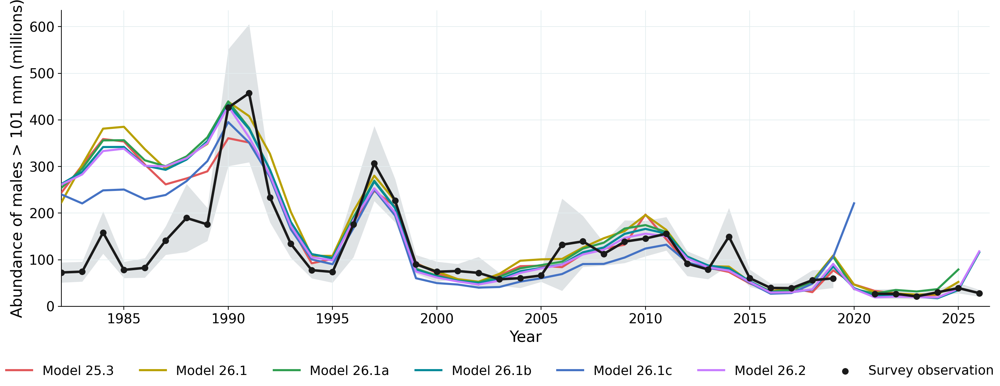 Abundance of males > 101 mm (millions)
600
500
400
300
200
100
0
1985 1990 1995 2000 2005 2010 2015 2020 2025
Year
Model 25.3 Model 26.1 Model 26.1a Model 26.1b Model 26.1c Model 26.2 Survey observation